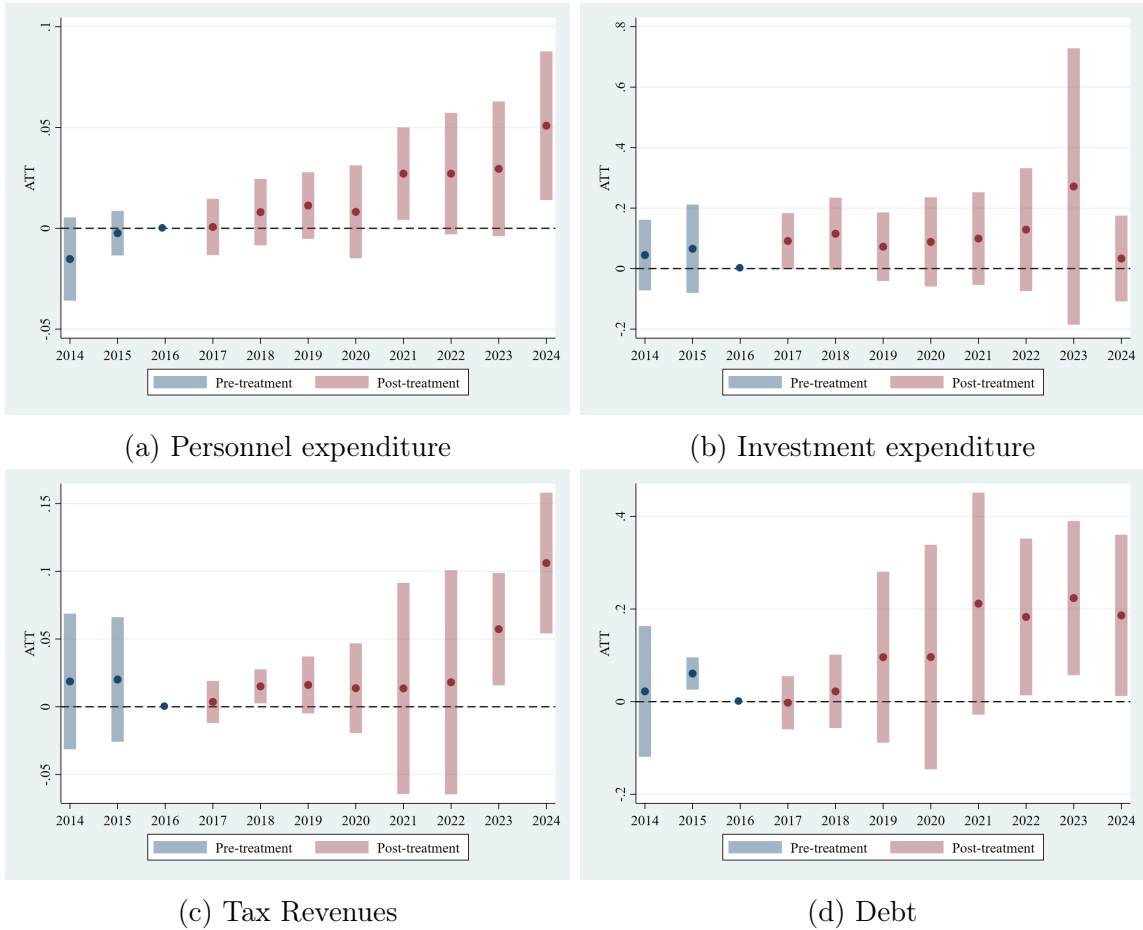 ATT
.1
.05
0
-.05
2014 2015 2016 2017 2018 2019 2020 2021 2022 2023 2024
Pre-treatment Post-treatment
(a) Personnel expenditure
ATT
.8
.6
.4
.2
0
-.2
2014 2015 2016 2017 2018 2019 2020 2021 2022 2023 2024
Pre-treatment Post-treatment
(b) Investment expenditure
ATT
.15
.1
.05
0
-.05
2014 2015 2016 2017 2018 2019 2020 2021 2022 2023 2024
Pre-treatment Post-treatment
(c) Tax Revenues
ATT
.4
.2
0
-.2
2014 2015 2016 2017 2018 2019 2020 2021 2022 2023 2024
Pre-treatment Post-treatment
(d) Debt